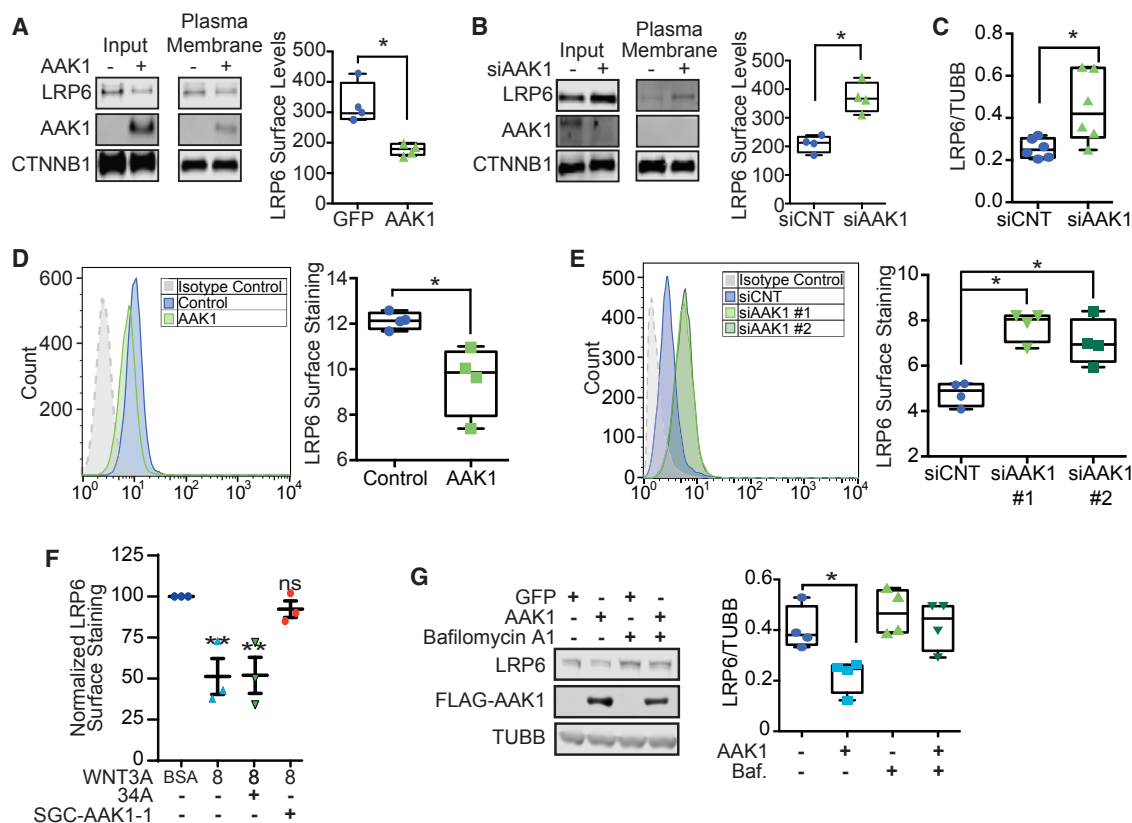 A
Input
Plasma
Membrane
AAK1 - + - +
LRP6
AAK1
CTNNB1
LRP6 Surface Levels
500
400
300
200
100
0
*
GFP AAK1
B
Input
Plasma
Membrane
siAAK1 - + - +
LRP6
AAK1
CTNNB1
LRP6 Surface Levels
500
400
300
200
100
0
*
siCNT siAAK1
C
LRP6/TUBB
0.8
0.6
0.4
0.2
0.0
*
siCNT siAAK1
D
Count
600
400
200
10⁰ 10¹ 10² 10³ 10⁴
Isotype Control
Control
AAK1
LRP6 Surface Staining
14
12
10
8
6
*
Control AAK1
E
Count
500
400
300
200
100
0
10⁰ 10¹ 10² 10³ 10⁴
Isotype Control
siCNT
siAAK1 #1
siAAK1 #2
LRP6 Surface Staining
10
8
6
4
2
*
*
siCNT siAAK1 siAAK1
#1 #2
F
Normalized LRP6
Surface Staining
125
100
75
50
25
0
** ** ns
WNT3A BSA 8 8 8
34A - - + -
SGC-AAK1-1 - - - +
G
GFP + +
AAK1 + +
Bafilomycin A1 + +
LRP6
FLAG-AAK1
TUBB
LRP6/TUBB
0.6
0.4
0.2
0
*
AAK1 - + - +
Baf. - - + +